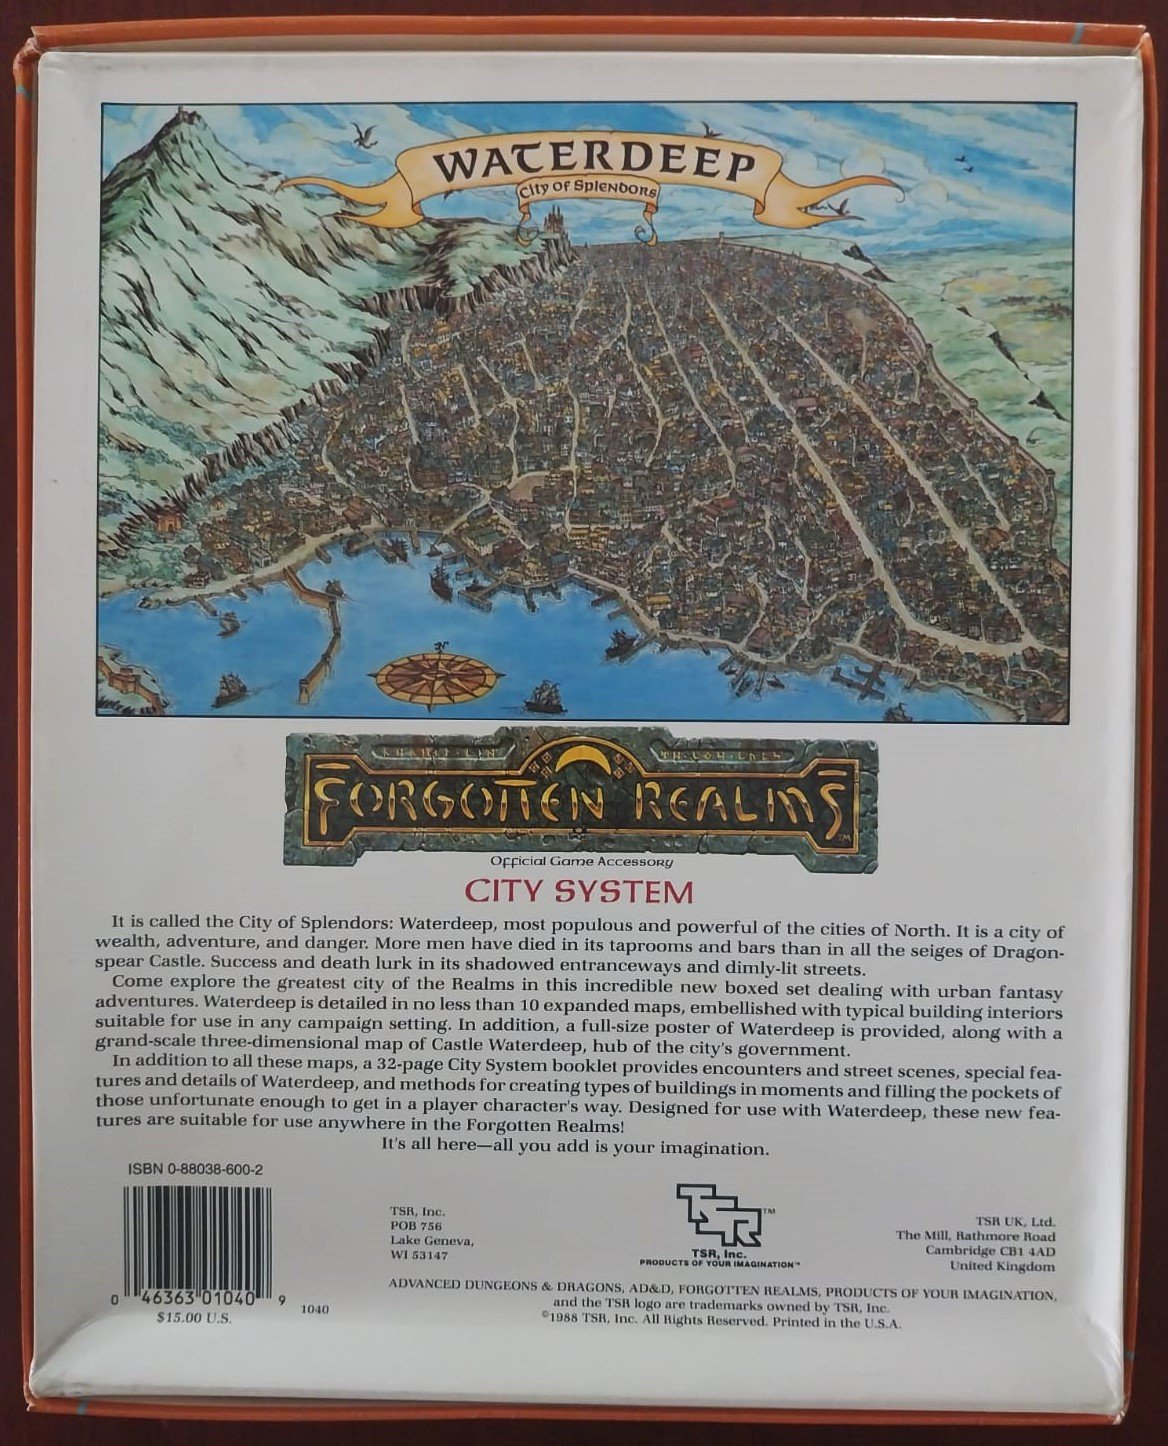 WATERDEEP
City of Splendors
N
FORGOTTEN REALMS TM
Official Game Accessory
CITY SYSTEM
It is called the City of Splendors: Waterdeep, most populous and powerful of the cities of North. It is a city of
wealth, adventure, and danger. More men have died in its taprooms and bars than in all the seiges of Dragon-
spear Castle. Success and death lurk in its shadowed entranceways and dimly-lit streets.
Come explore the greatest city of the Realms in this incredible new boxed set dealing with urban fantasy
adventures. Waterdeep is detailed in no less than 10 expanded maps, embellished with typical building interiors
suitable for use in any campaign setting. In addition, a full-size poster of Waterdeep is provided, along with a
grand-scale three-dimensional map of Castle Waterdeep, hub of the city's government.
In addition to all these maps, a 32-page City System booklet provides encounters and street scenes, special fea-
tures and details of Waterdeep, and methods for creating types of buildings in moments and filling the pockets of
those unfortunate enough to get in a player character's way. Designed for use with Waterdeep, these new fea-
tures are suitable for use anywhere in the Forgotten Realms!
It's all here—all you add is your imagination.
ISBN 0-88038-600-2
0 46363 01040 9
$15.00 U.S.
1040
TSR, Inc.
POB 756
Lake Geneva,
WI 53147
TSR™
TSR, Inc.
PRODUCTS OF YOUR IMAGINATION™
TSR UK, Ltd.
The Mill, Rathmore Road
Cambridge CB1 4AD
United Kingdom
ADVANCED DUNGEONS & DRAGONS, AD&D, FORGOTTEN REALMS, PRODUCTS OF YOUR IMAGINATION,
and the TSR logo are trademarks owned by TSR, Inc.
©1988 TSR, Inc. All Rights Reserved. Printed in the U.S.A.